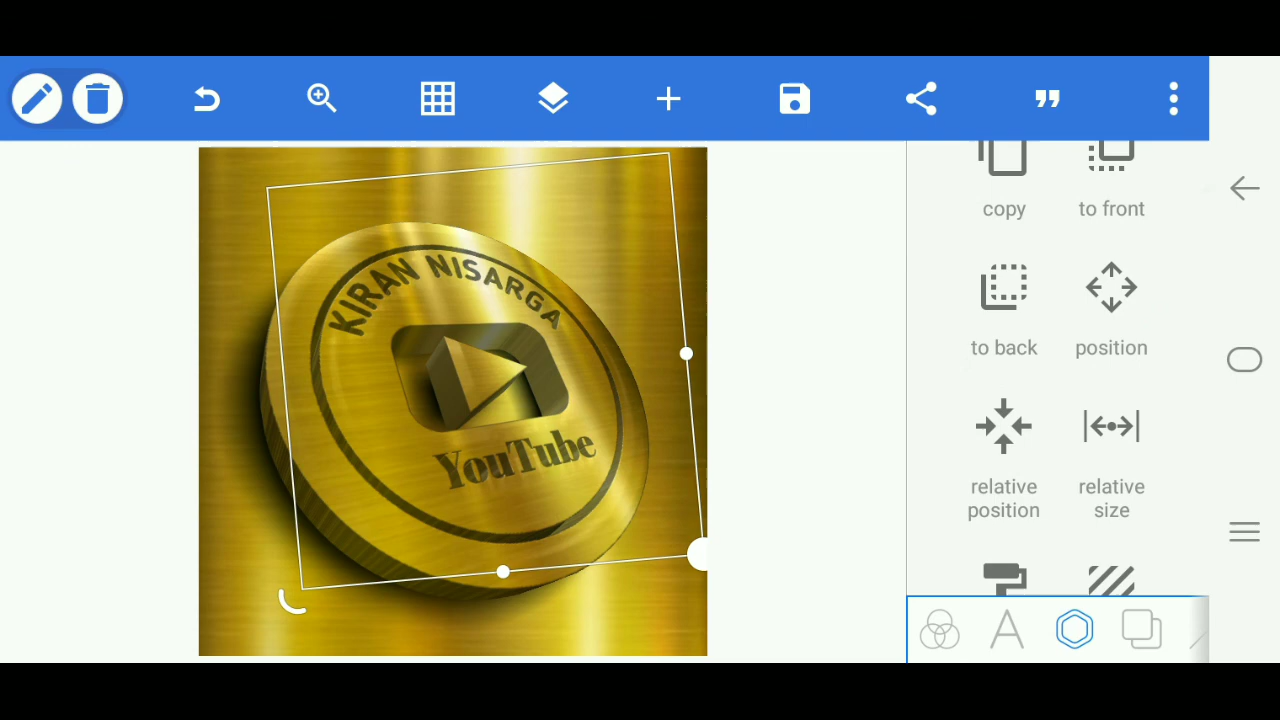 copy
to front
to back
position
relative
position
relative
size
KIRAN NISARGA
YouTube